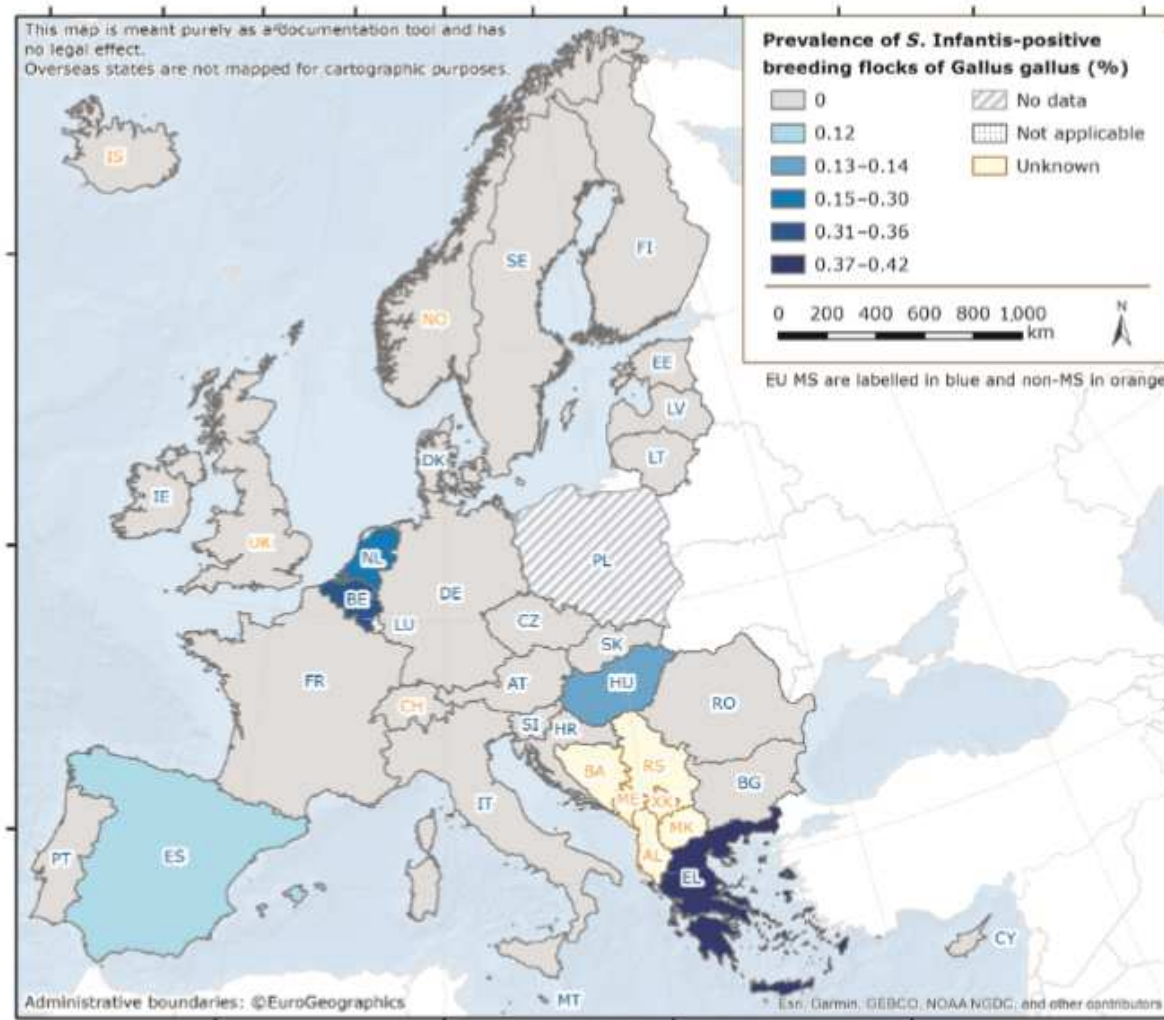 This map is meant purely as a documentation tool and has
no legal effect.
Overseas states are not mapped for cartographic purposes.
Prevalence of S. Infantis-positive
breeding flocks of Gallus gallus (%)
0
No data
0.12
Not applicable
0.13–0.14
Unknown
0.15–0.30
0.31–0.36
0.37–0.42
0 200 400 600 800 1,000
km
N
EU MS are labelled in blue and non-MS in orange
IS
FI
SE
NO
EE
LV
LT
DK
IE
UK
NL
PL
BE
DE
LU
CZ
SK
FR
AT
HU
CH
RO
SI
HR
BA
RS
BG
IT
ME
XK
MK
PT
ES
AL
EL
CY
MT
Administrative boundaries: ©EuroGeographics
Esri, Garmin, GEBCO, NOAA NGDC, and other contributors